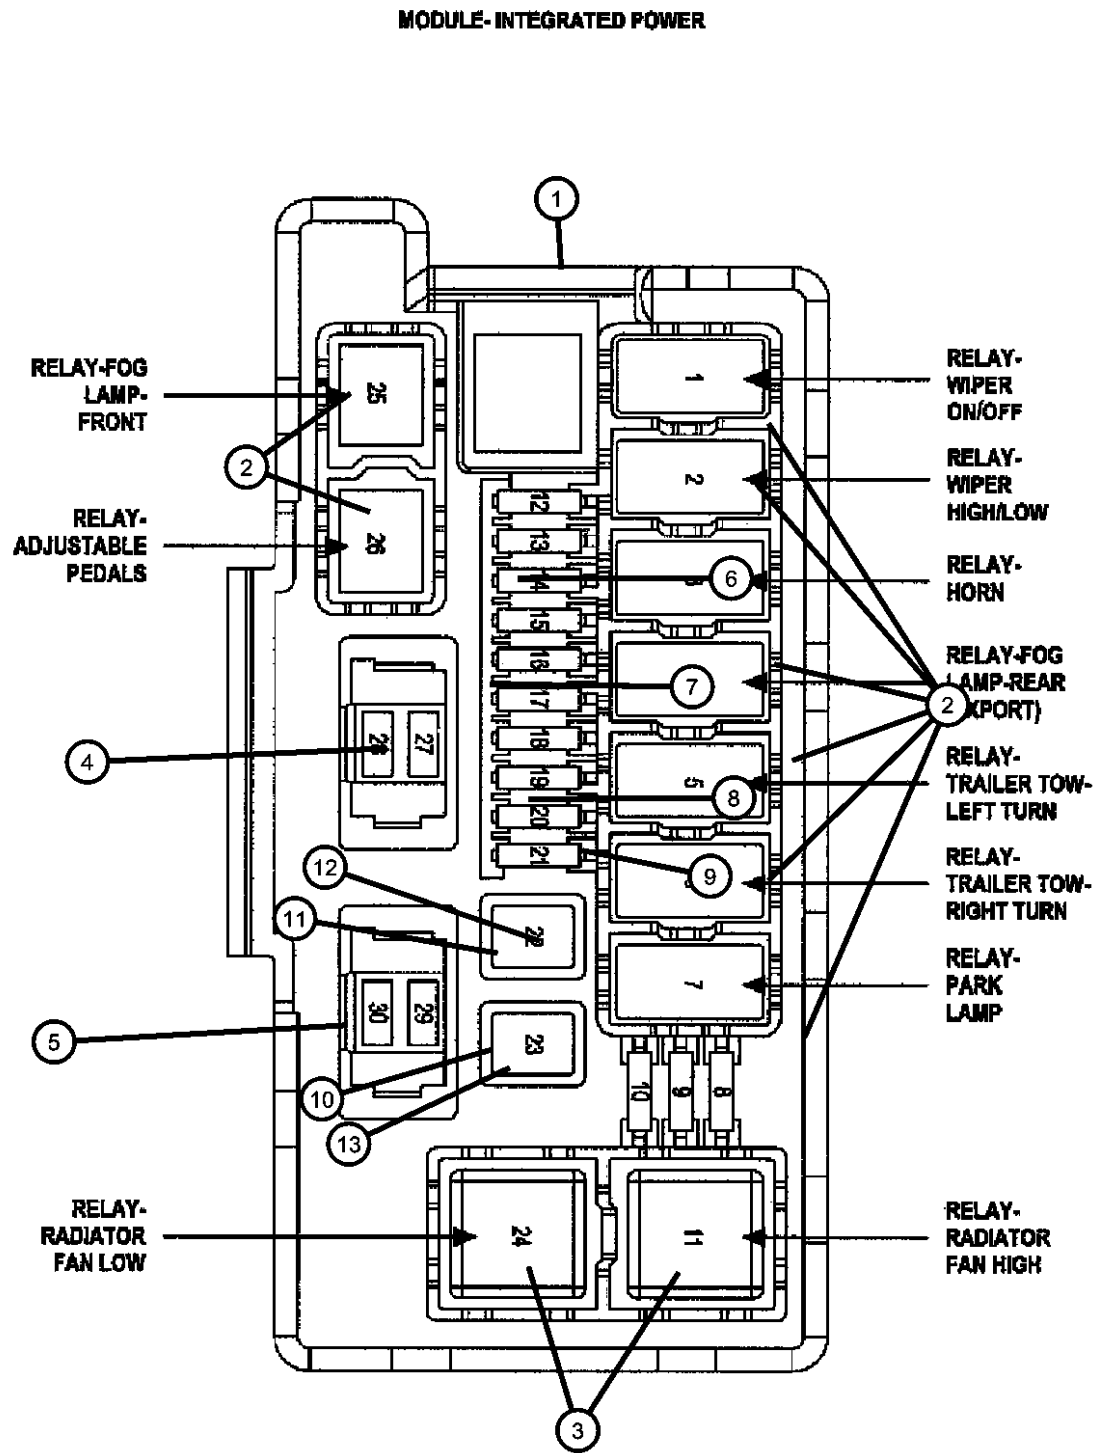 MODULE- INTEGRATED POWER
1
RELAY-FOG
LAMP-
FRONT
25
1
RELAY-
WIPER
ON/OFF
2
2
RELAY-
WIPER
HIGH/LOW
RELAY-
ADJUSTABLE
PEDALS
26
12
13
14
15
16
17
18
19
20
21
6
RELAY-
HORN
7
RELAY-FOG
LAMP-REAR
XPORT)
2
4
28
27
5
8
RELAY-
TRAILER TOW-
LEFT TURN
9
RELAY-
TRAILER TOW-
RIGHT TURN
12
11
22
7
RELAY-
PARK
LAMP
5
30
29
23
10
13
10
9
8
RELAY-
RADIATOR
FAN LOW
24
11
RELAY-
RADIATOR
FAN HIGH
3